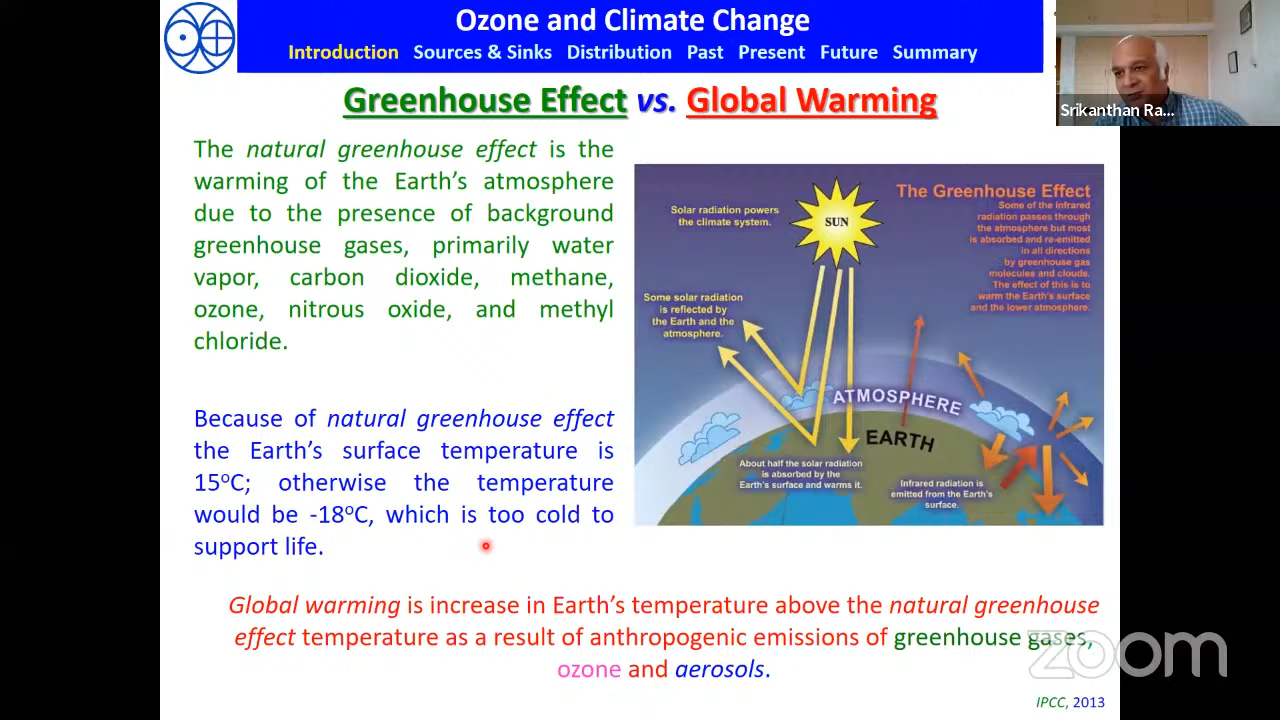 Ozone and Climate Change
Introduction Sources & Sinks Distribution Past Present Future Summary
Srikanthan Ra...
Greenhouse Effect vs. Global Warming
The natural greenhouse effect is the
warming of the Earth's atmosphere
due to the presence of background
greenhouse gases, primarily water
vapor, carbon dioxide, methane,
ozone, nitrous oxide, and methyl
chloride.
Because of natural greenhouse effect
the Earth's surface temperature is
15°C; otherwise the temperature
would be -18°C, which is too cold to
support life.
Solar radiation powers
the climate system.
SUN
The Greenhouse Effect
Some of the infrared
radiation passes through
the atmosphere but most
is absorbed and re-emitted
in all directions
by greenhouse gas
molecules and clouds.
The effect of this is to
warm the Earth's surface
and the lower atmosphere.
Some solar radiation
is reflected by
the Earth and the
atmosphere.
ATMOSPHERE
EARTH
About half the solar radiation
is absorbed by the
Earth's surface and warms it.
Infrared radiation is
emitted from the Earth's
surface.
Global warming is increase in Earth's temperature above the natural greenhouse
effect temperature as a result of anthropogenic emissions of greenhouse gases,
ozone and aerosols.
zoom
IPCC, 2013